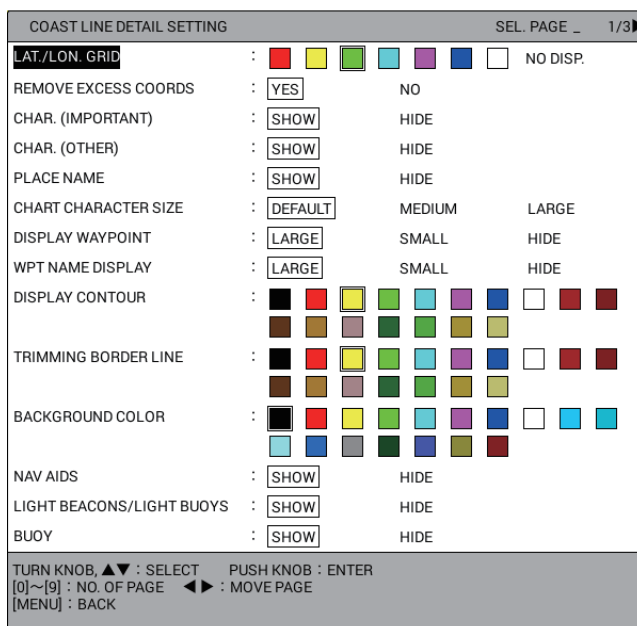 COAST LINE DETAIL SETTING SEL. PAGE _ 1/3▶
LAT./LON. GRID : NO DISP.
REMOVE EXCESS COORDS : YES NO
CHAR. (IMPORTANT) : SHOW HIDE
CHAR. (OTHER) : SHOW HIDE
PLACE NAME : SHOW HIDE
CHART CHARACTER SIZE : DEFAULT MEDIUM LARGE
DISPLAY WAYPOINT : LARGE SMALL HIDE
WPT NAME DISPLAY : LARGE SMALL HIDE
DISPLAY CONTOUR :
TRIMMING BORDER LINE :
BACKGROUND COLOR :
NAV AIDS : SHOW HIDE
LIGHT BEACONS/LIGHT BUOYS : SHOW HIDE
BUOY : SHOW HIDE
TURN KNOB, ▲▼ : SELECT PUSH KNOB : ENTER
[0]~[9] : NO. OF PAGE ◀ ▶ : MOVE PAGE
[MENU] : BACK